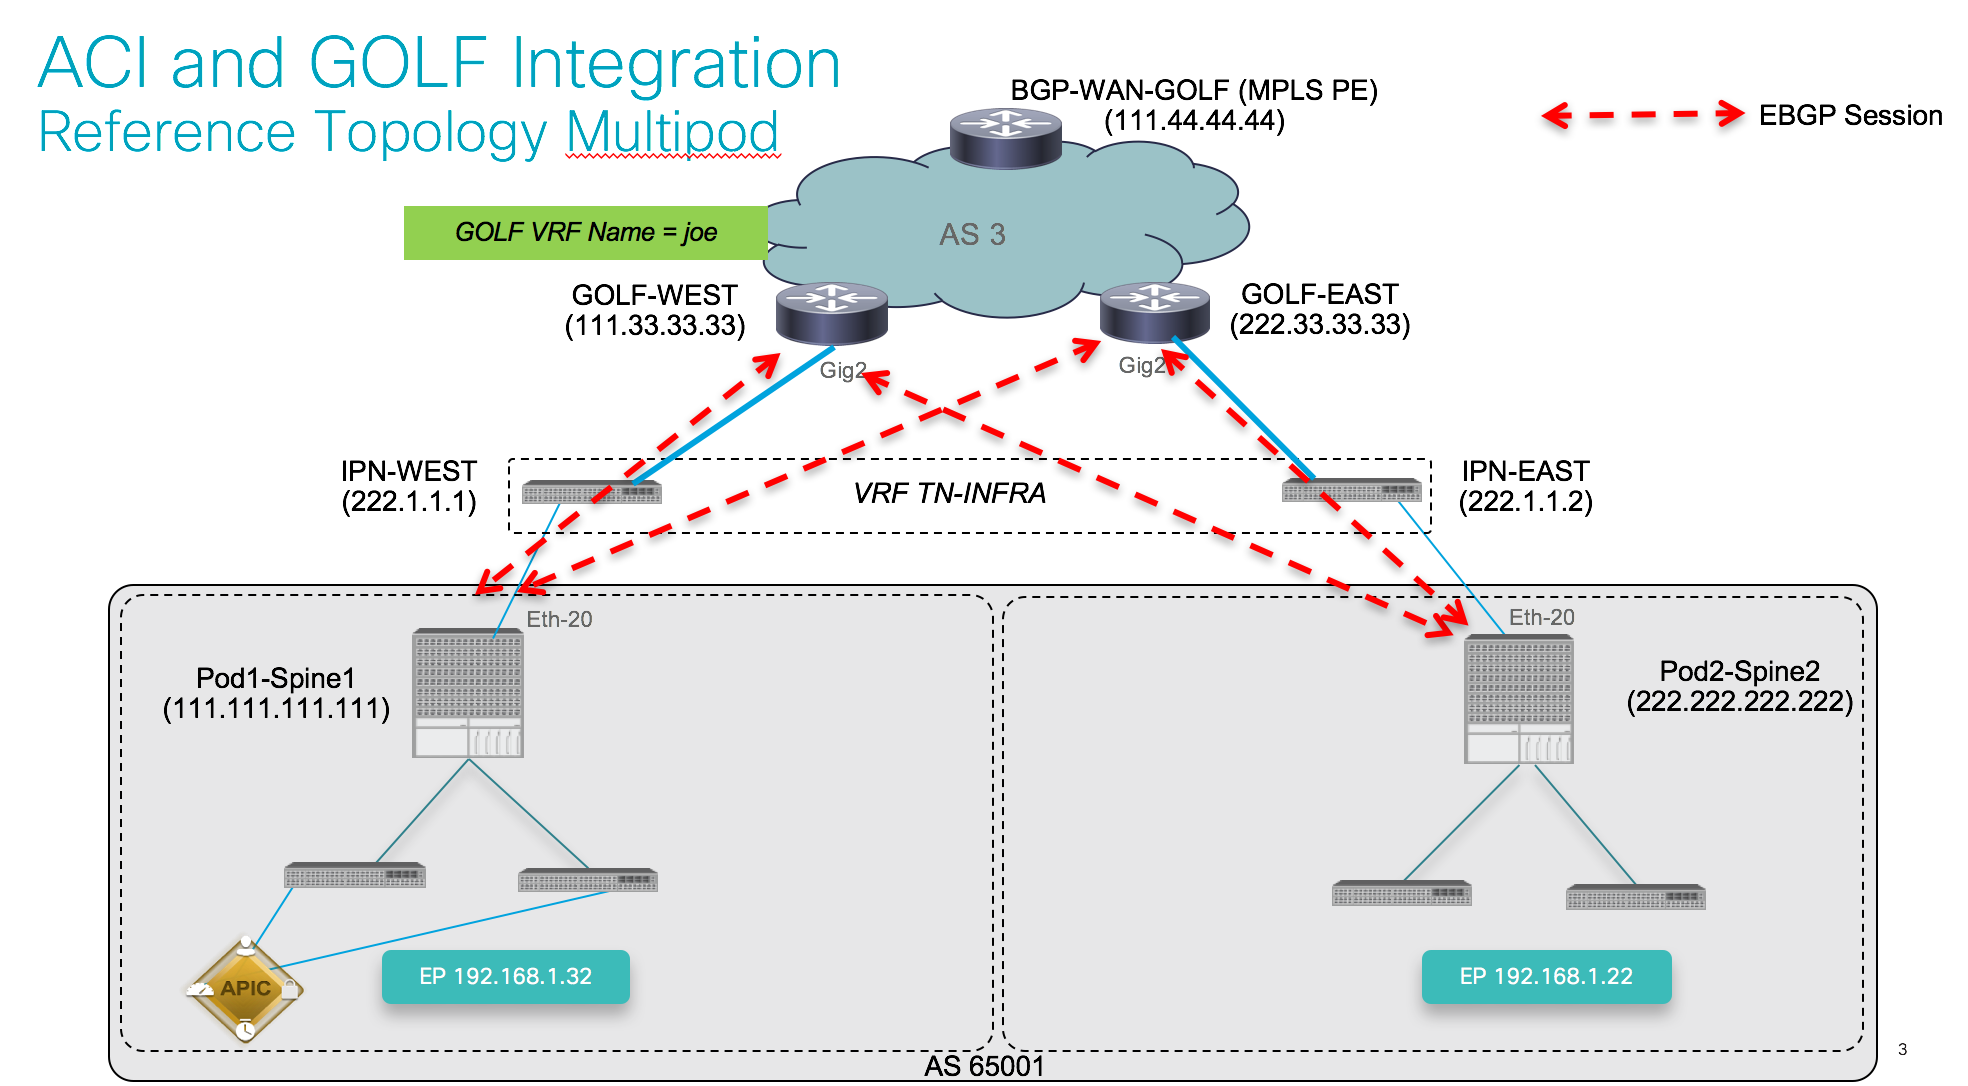 ACI and GOLF Integration
Reference Topology Multipod
BGP-WAN-GOLF (MPLS PE)
(111.44.44.44)
EBGP Session
GOLF VRF Name = joe
AS 3
GOLF-WEST
(111.33.33.33)
GOLF-EAST
(222.33.33.33)
Gig2
Gig2
IPN-WEST
(222.1.1.1)
VRF TN-INFRA
IPN-EAST
(222.1.1.2)
Eth-20
Eth-20
Pod1-Spine1
(111.111.111.111)
Pod2-Spine2
(222.222.222.222)
APIC
EP 192.168.1.32
EP 192.168.1.22
AS 65001
3